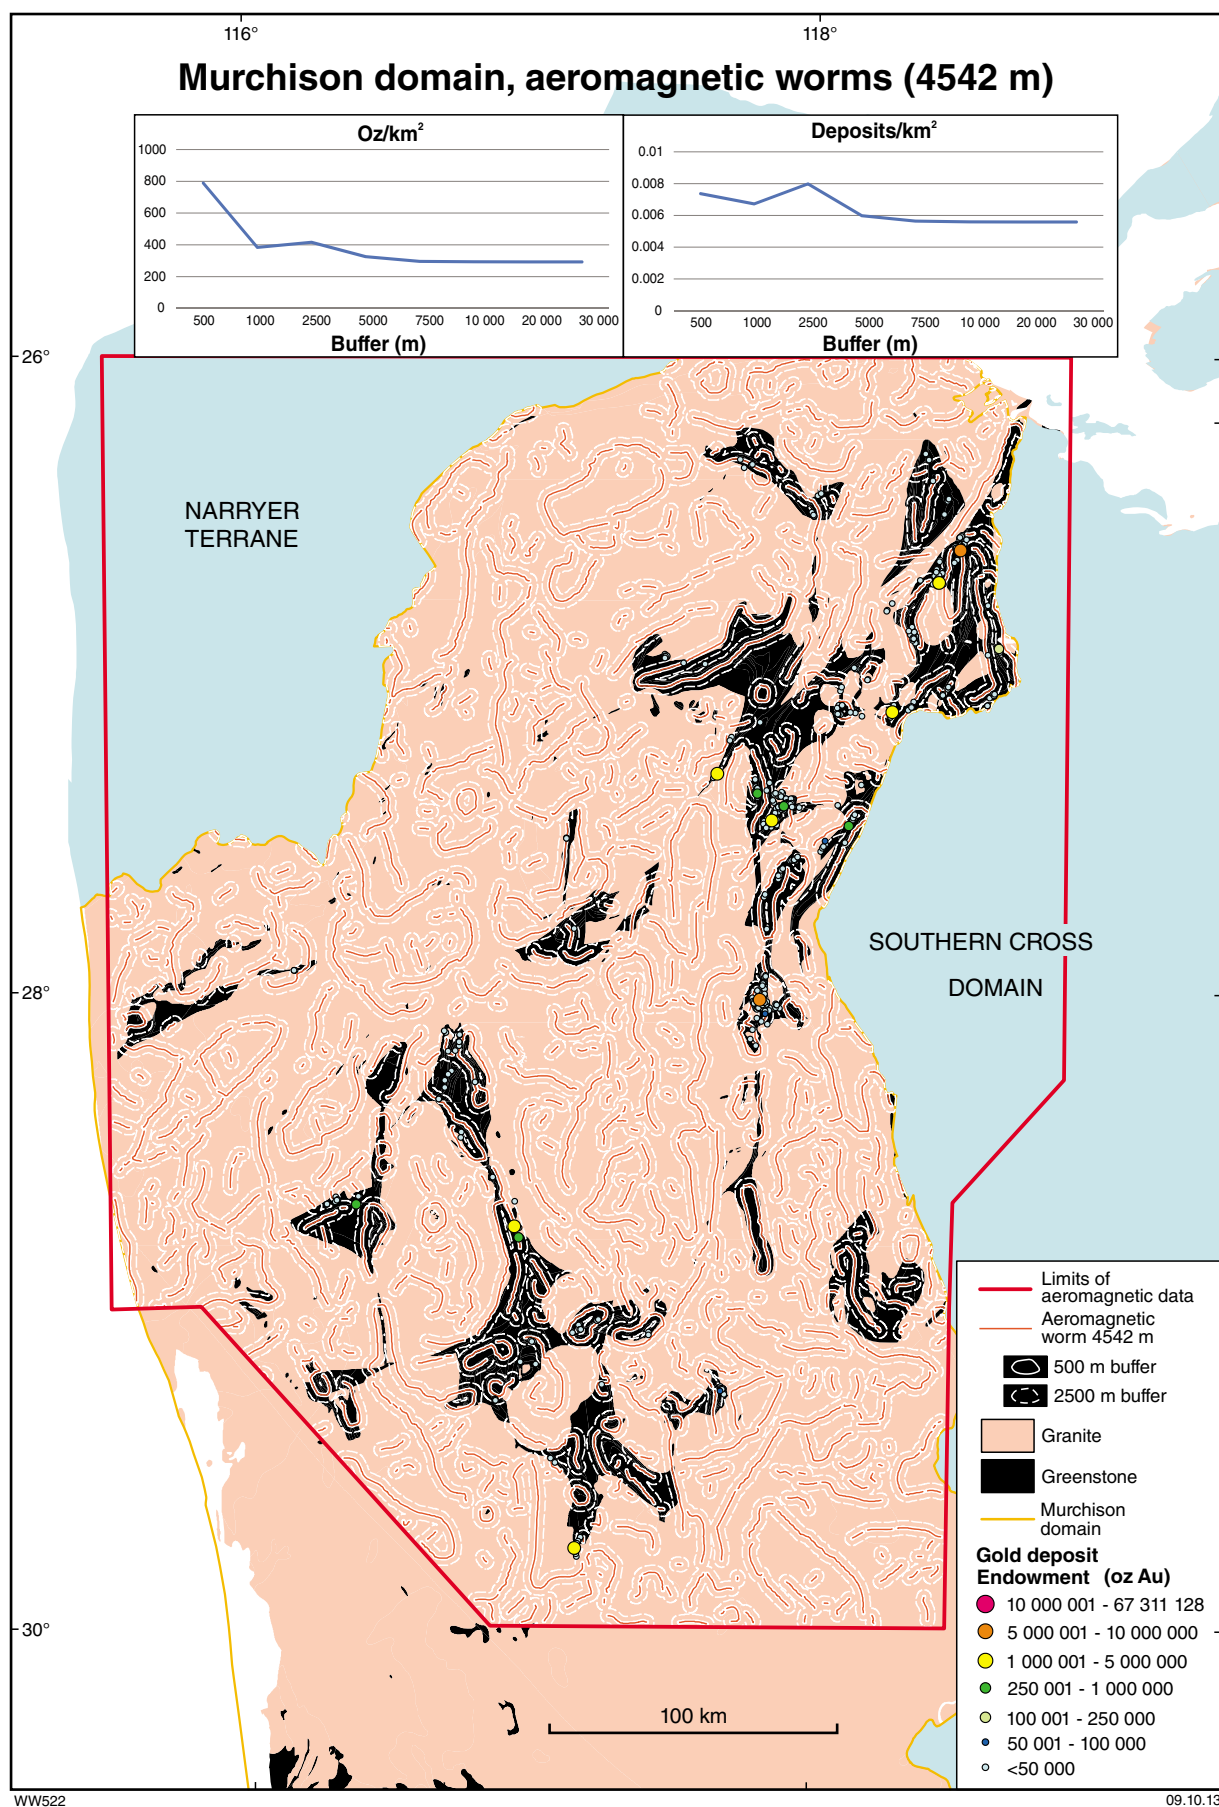 116°
118°
Murchison domain, aeromagnetic worms (4542 m)
Oz/km²
1000
800
600
400
200
0
500 1000 2500 5000 7500 10 000 20 000 30 000
Buffer (m)
Deposits/km²
0.01
0.008
0.006
0.004
0.002
0
500 1000 2500 5000 7500 10 000 20 000 30 000
Buffer (m)
26°
NARRYER
TERRANE
SOUTHERN CROSS
DOMAIN
28°
30°
100 km
Limits of
aeromagnetic data
Aeromagnetic
worm 4542 m
500 m buffer
2500 m buffer
Granite
Greenstone
Murchison
domain
Gold deposit
Endowment (oz Au)
10 000 001 - 67 311 128
5 000 001 - 10 000 000
1 000 001 - 5 000 000
250 001 - 1 000 000
100 001 - 250 000
50 001 - 100 000
<50 000
WW522
09.10.13